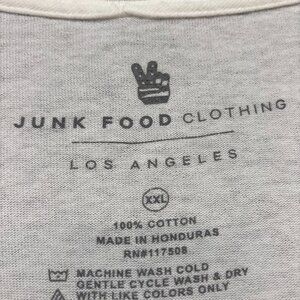 JUNK FOOD CLOTHING
LOS ANGELES
XXL
100% COTTON
MADE IN HONDURAS
RN#117508
MACHINE WASH COLD
GENTLE CYCLE WASH & DRY
WITH LIKE COLORS ONLY